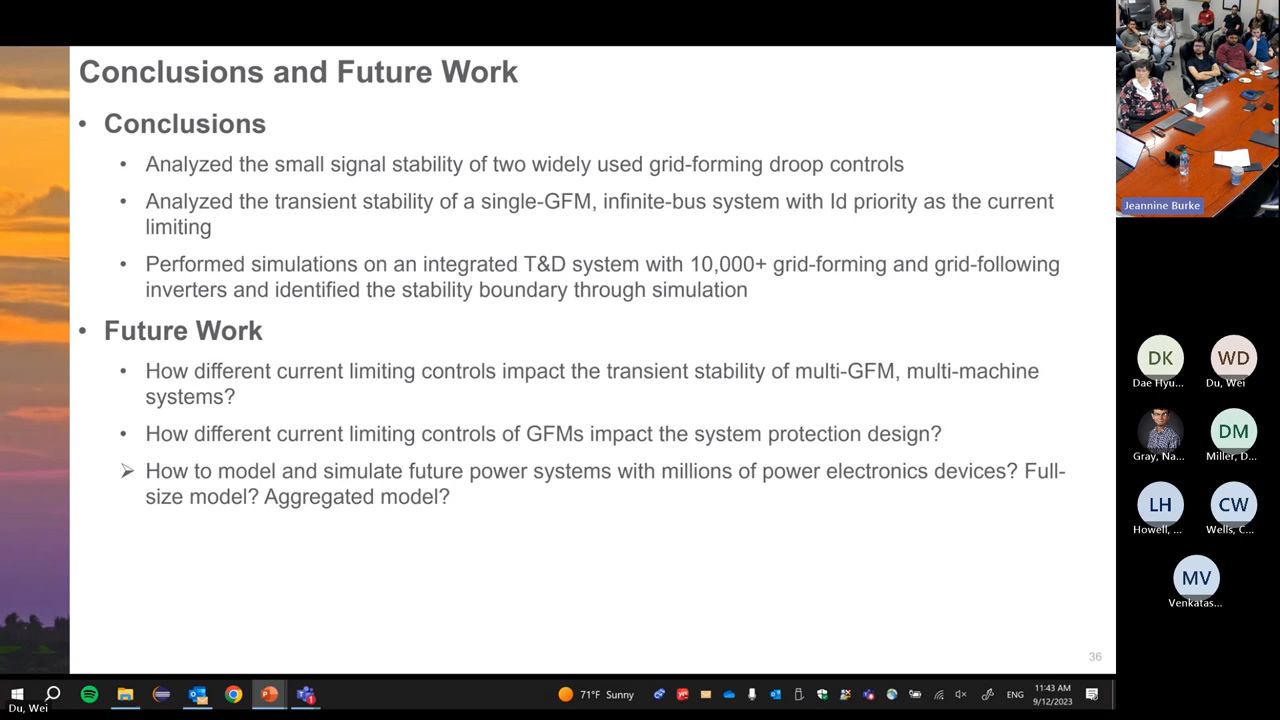 Conclusions and Future Work
• Conclusions
• Analyzed the small signal stability of two widely used grid-forming droop controls
• Analyzed the transient stability of a single-GFM, infinite-bus system with Id priority as the current
limiting
• Performed simulations on an integrated T&D system with 10,000+ grid-forming and grid-following
inverters and identified the stability boundary through simulation
• Future Work
• How different current limiting controls impact the transient stability of multi-GFM, multi-machine
systems?
• How different current limiting controls of GFMs impact the system protection design?
➢ How to model and simulate future power systems with millions of power electronics devices? Full-
size model? Aggregated model?
36
Jeannine Burke
DK WD
Dae Hyu... Du, Wei
DM
Gray, Na... Miller, D...
LH CW
Howell, ... Wells, C...
MV
Venkatas...
71°F Sunny
ENG
11:43 AM
9/12/2023
Du, Wei